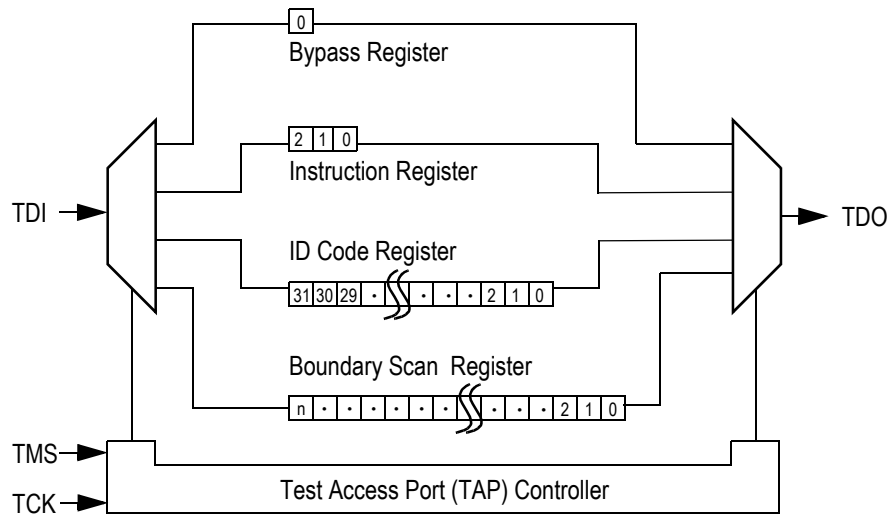 0
Bypass Register
2 1 0
Instruction Register
TDI
TDO
ID Code Register
31 30 29 · · · · 2 1 0
Boundary Scan Register
n · · · · · · · · · 2 1 0
TMS
TCK
Test Access Port (TAP) Controller